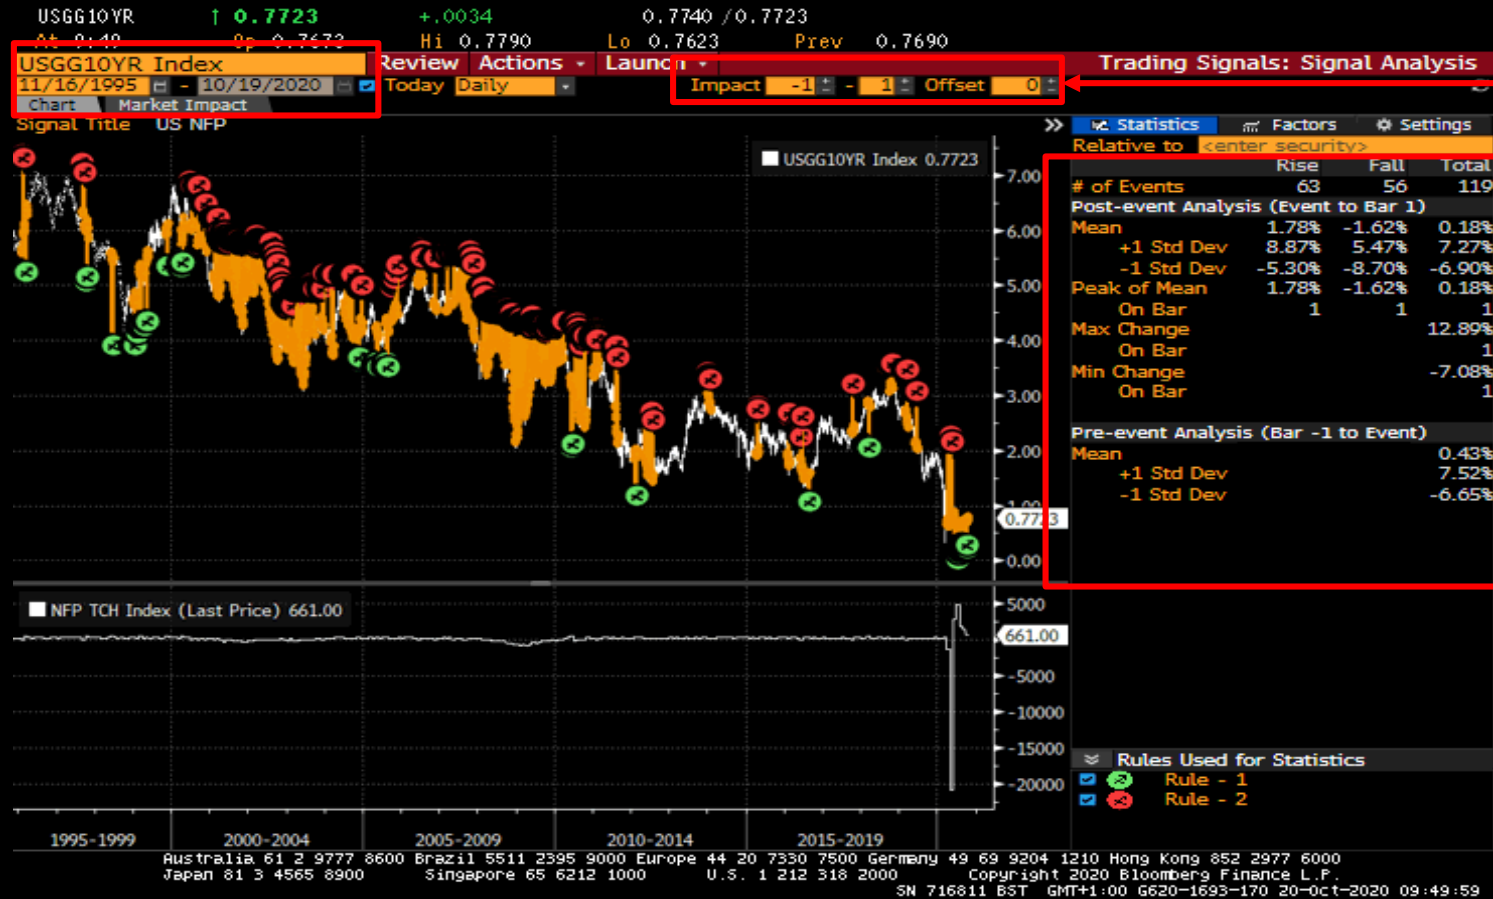 USGG10YR ↑ 0.7723 +.0034 0.7740 /0.7723
At 9:49 Op 0.7673 Hi 0.7790 Lo 0.7623 Prev 0.7690
USGG10YR Index Review Actions Launch Trading Signals: Signal Analysis
11/16/1995 - 10/19/2020 Today Daily Impact -1 - 1 Offset 0
Chart Market Impact
Signal Title US NFP
» Statistics Factors Settings
Relative to <enter security>
USGG10YR Index 0.7723
Rise Fall Total
# of Events 63 56 119
Post-event Analysis (Event to Bar 1)
Mean 1.78% -1.62% 0.18%
+1 Std Dev 8.87% 5.47% 7.27%
-1 Std Dev -5.30% -8.70% -6.90%
Peak of Mean 1.78% -1.62% 0.18%
On Bar 1 1 1
Max Change 12.89%
On Bar 1
Min Change -7.08%
On Bar 1
Pre-event Analysis (Bar -1 to Event)
Mean 0.43%
+1 Std Dev 7.52%
-1 Std Dev -6.65%
7.00
6.00
5.00
4.00
3.00
2.00
1.00
0.7723
0.00
NFP TCH Index (Last Price) 661.00
5000
661.00
-5000
-10000
-15000
-20000
Rules Used for Statistics
Rule - 1
Rule - 2
1995-1999 2000-2004 2005-2009 2010-2014 2015-2019
Australia 61 2 9777 8600 Brazil 5511 2395 9000 Europe 44 20 7330 7500 Germany 49 69 9204 1210 Hong Kong 852 2977 6000
Japan 81 3 4565 8900 Singapore 65 6212 1000 U.S. 1 212 318 2000 Copyright 2020 Bloomberg Finance L.P.
SN 716811 BST GMT+1:00 G620-1693-170 20-Oct-2020 09:49:59